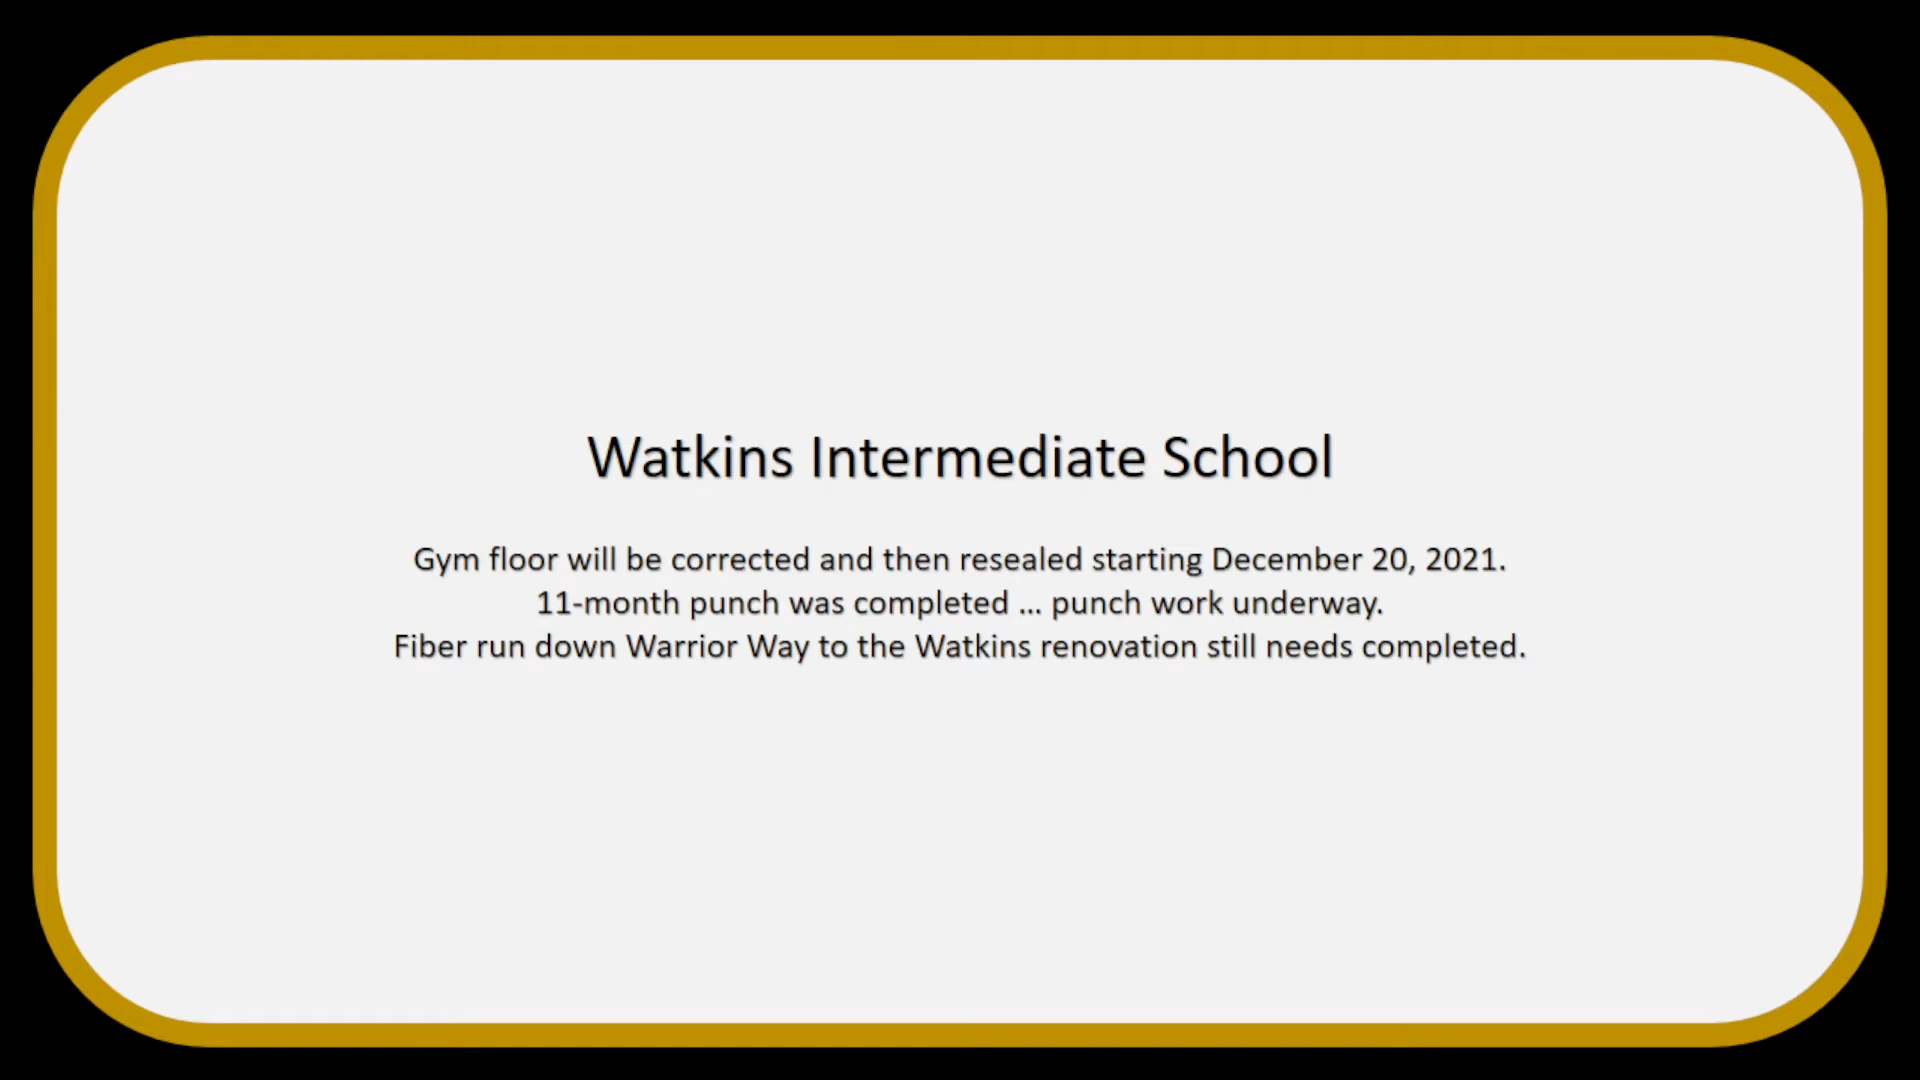 Watkins Intermediate School
Gym floor will be corrected and then resealed starting December 20, 2021.
11-month punch was completed … punch work underway.
Fiber run down Warrior Way to the Watkins renovation still needs completed.